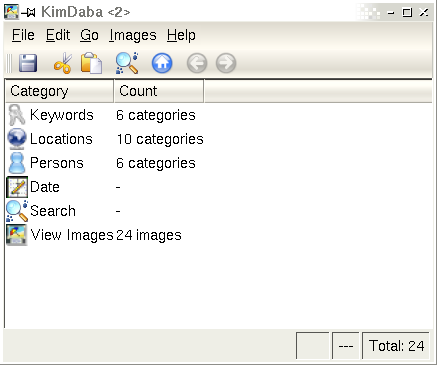 KimDaba <2>
File Edit Go Images Help
Category Count
Keywords 6 categories
Locations 10 categories
Persons 6 categories
Date -
Search -
View Images 24 images
--- Total: 24